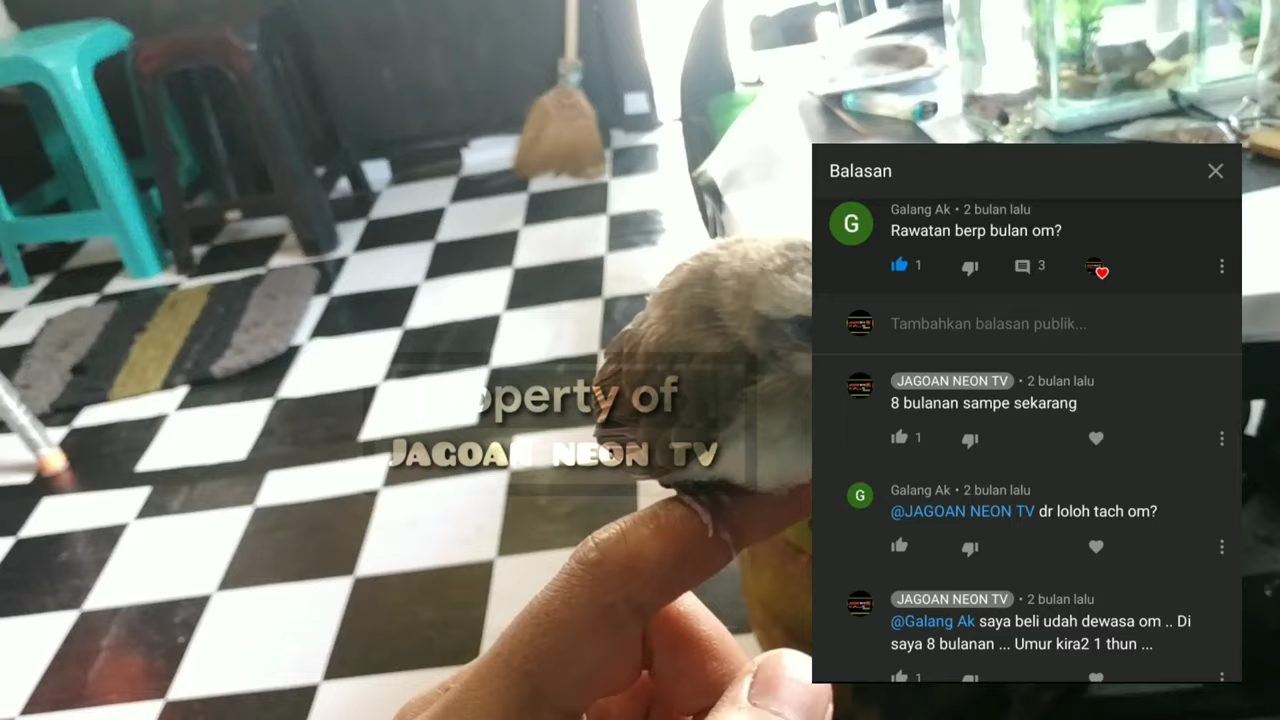 Property of
JAGOAN NEON TV
Balasan
G
Galang Ak • 2 bulan lalu
Rawatan berp bulan om?
1
3
Tambahkan balasan publik...
JAGOAN NEON TV • 2 bulan lalu
8 bulanan sampe sekarang
1
G
Galang Ak • 2 bulan lalu
@JAGOAN NEON TV dr loloh tach om?
JAGOAN NEON TV • 2 bulan lalu
@Galang Ak saya beli udah dewasa om .. Di
saya 8 bulanan ... Umur kira2 1 thun ...
1